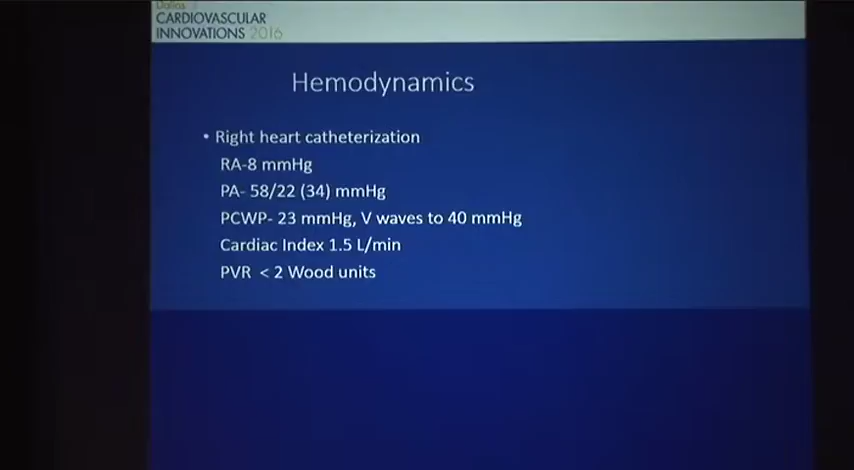 Dallas
CARDIOVASCULAR
INNOVATIONS 2016
Hemodynamics
• Right heart catheterization
RA-8 mmHg
PA- 58/22 (34) mmHg
PCWP- 23 mmHg, V waves to 40 mmHg
Cardiac Index 1.5 L/min
PVR < 2 Wood units